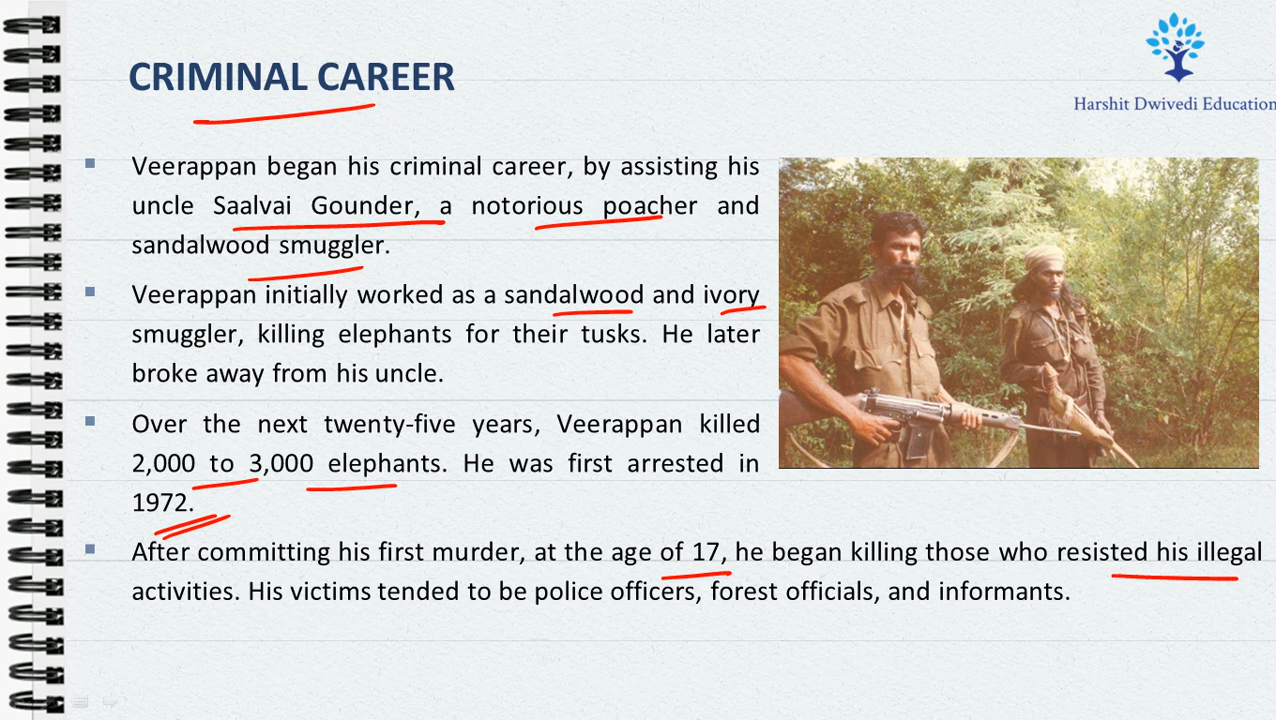 CRIMINAL CAREER
Harshit Dwivedi Education
Veerappan began his criminal career, by assisting his
uncle Saalvai Gounder, a notorious poacher and
sandalwood smuggler.
Veerappan initially worked as a sandalwood and ivory
smuggler, killing elephants for their tusks. He later
broke away from his uncle.
Over the next twenty-five years, Veerappan killed
2,000 to 3,000 elephants. He was first arrested in
1972.
After committing his first murder, at the age of 17, he began killing those who resisted his illegal
activities. His victims tended to be police officers, forest officials, and informants.